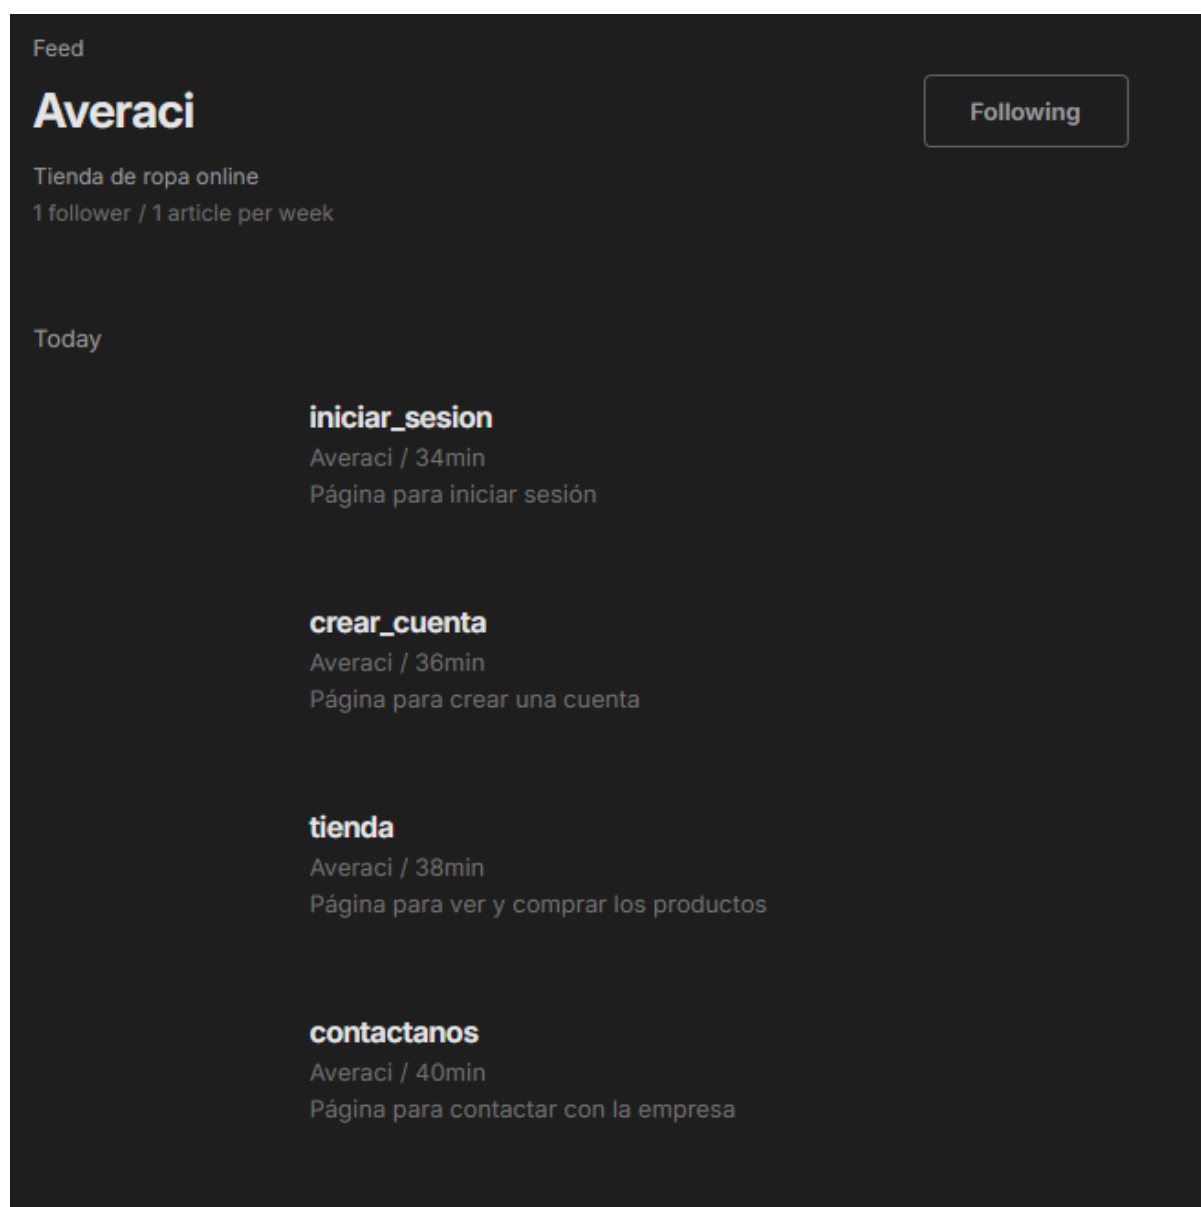 Feed
Averaci
Following
Tienda de ropa online
1 follower / 1 article per week
Today
iniciar_sesion
Averaci / 34min
Página para iniciar sesión
crear_cuenta
Averaci / 36min
Página para crear una cuenta
tienda
Averaci / 38min
Página para ver y comprar los productos
contactanos
Averaci / 40min
Página para contactar con la empresa